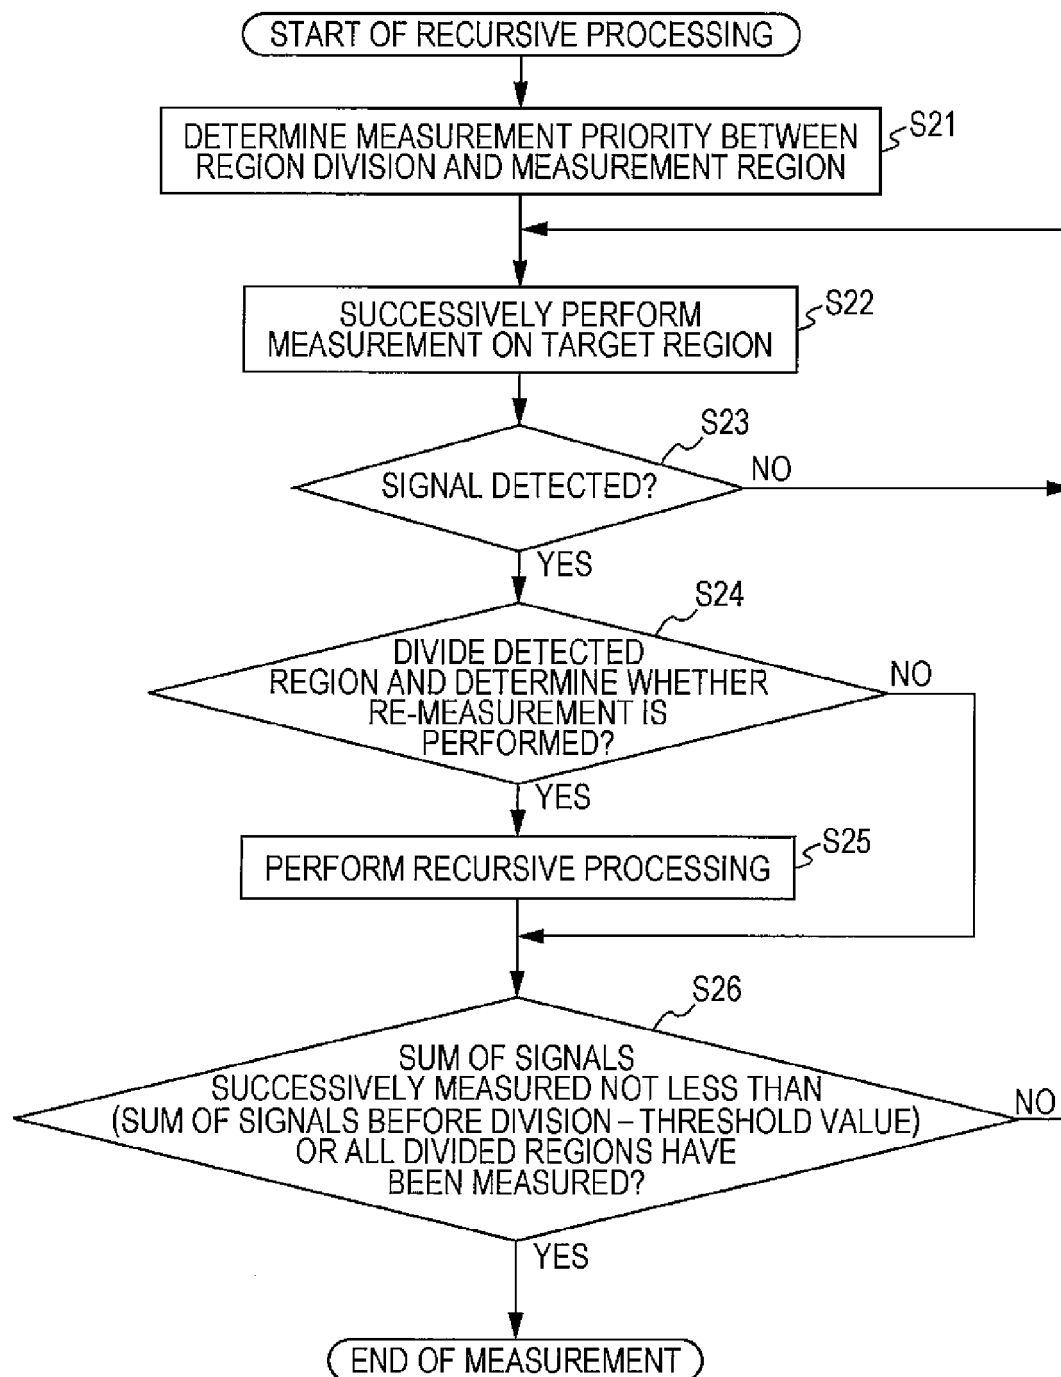 START OF RECURSIVE PROCESSING
DETERMINE MEASUREMENT PRIORITY BETWEEN
REGION DIVISION AND MEASUREMENT REGION
S21
SUCCESSIVELY PERFORM
MEASUREMENT ON TARGET REGION
S22
S23
SIGNAL DETECTED?
NO
YES
S24
DIVIDE DETECTED
REGION AND DETERMINE WHETHER
RE-MEASUREMENT IS
PERFORMED?
NO
YES
S25
PERFORM RECURSIVE PROCESSING
S26
SUM OF SIGNALS
SUCCESSIVELY MEASURED NOT LESS THAN
(SUM OF SIGNALS BEFORE DIVISION – THRESHOLD VALUE)
OR ALL DIVIDED REGIONS HAVE
BEEN MEASURED?
NO
YES
END OF MEASUREMENT